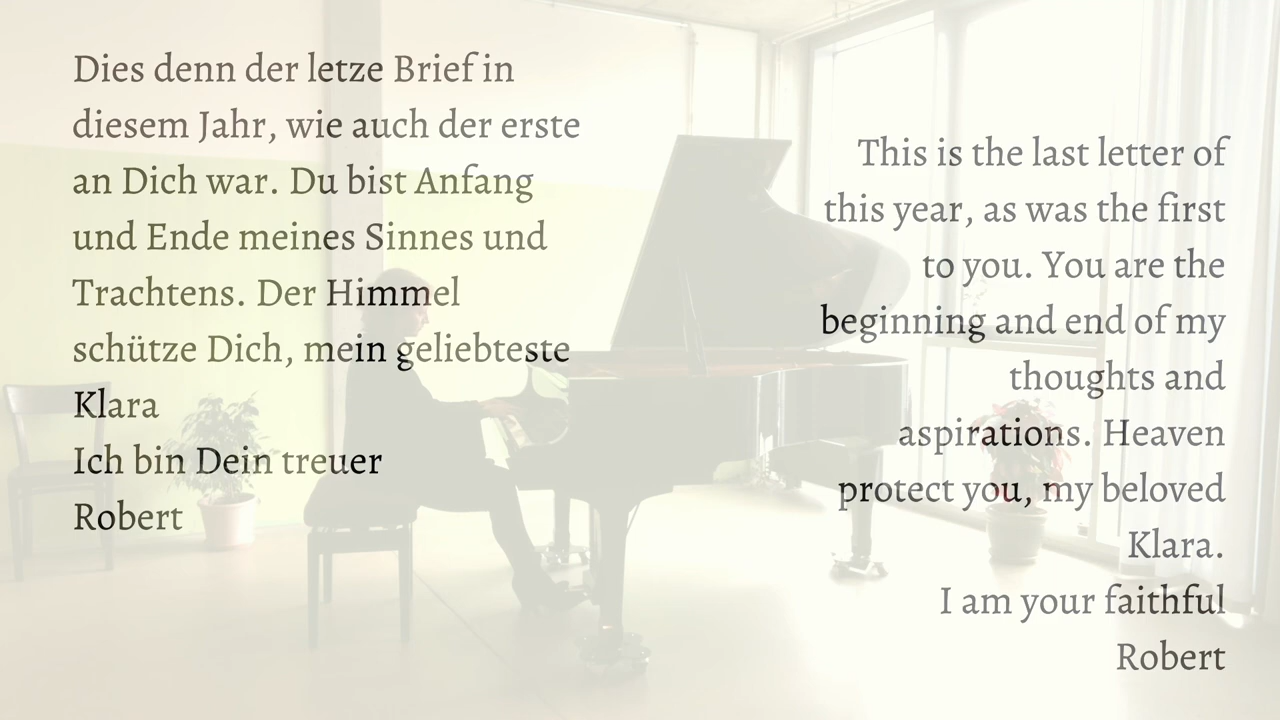 Dies denn der letze Brief in
diesem Jahr, wie auch der erste
an Dich war. Du bist Anfang
und Ende meines Sinnes und
Trachtens. Der Himmel
schütze Dich, mein geliebteste
Klara
Ich bin Dein treuer
Robert
This is the last letter of
this year, as was the first
to you. You are the
beginning and end of my
thoughts and
aspirations. Heaven
protect you, my beloved
Klara.
I am your faithful
Robert